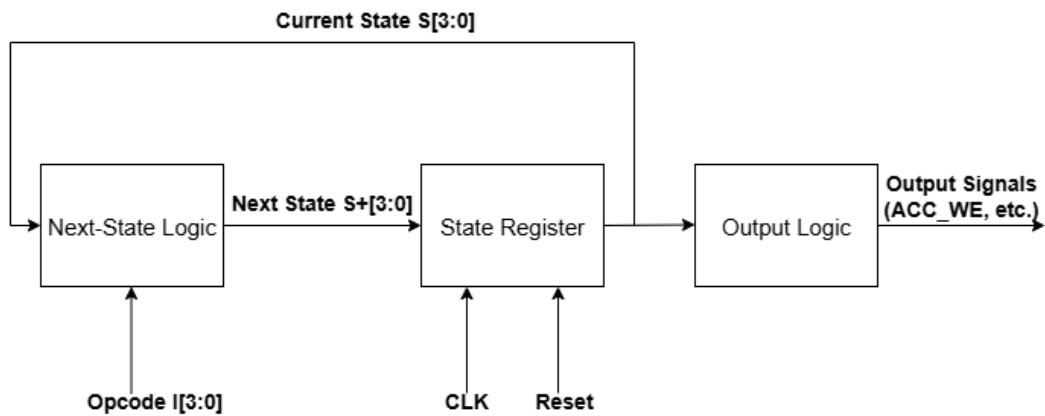 Current State S[3:0]
Next-State Logic
Next State S+[3:0]
State Register
Output Logic
Output Signals
(ACC_WE, etc.)
Opcode I[3:0]
CLK
Reset